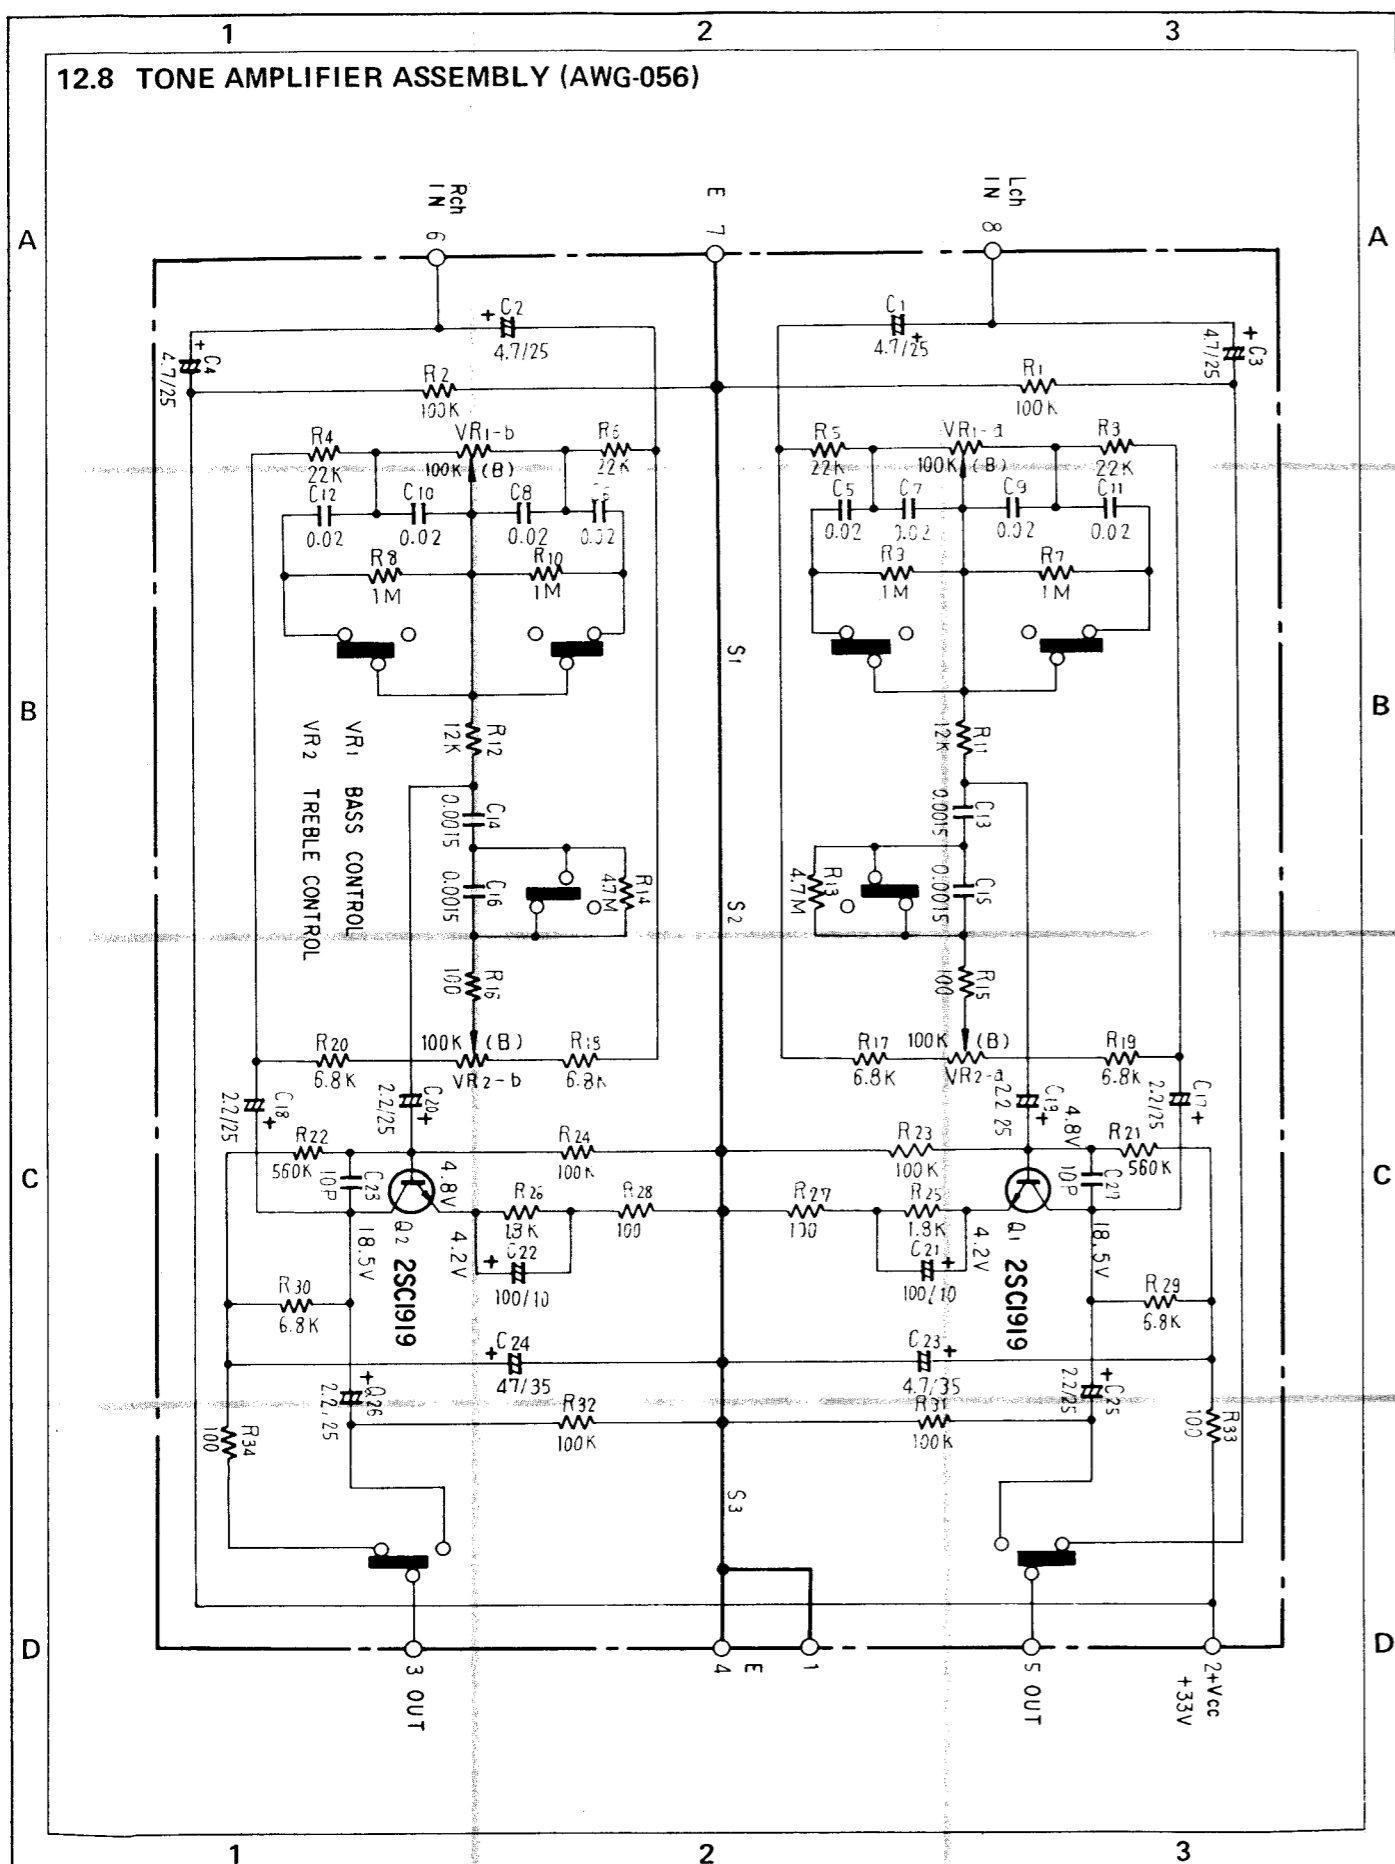 1 2 3
12.8 TONE AMPLIFIER ASSEMBLY (AWG-056)
A A
Rch IN 6
E 7
Lch IN 8
C2 4.7/25
C1 4.7/25
C4 4.7/25
C3 4.7/25
R2 100K
R1 100K
R4 22K
VR1-b 100K (B)
R6 22K
R5 22K
VR1-a 100K (B)
R3 22K
C12 0.02
C10 0.02
C8 0.02
0.02
C5 0.02
C7 0.02
C9 0.02
C11 0.02
R8 1M
R10 1M
R9 1M
R7 1M
S1
B B
R12 12K
R11 12K
VR1 BASS CONTROL
VR2 TREBLE CONTROL
C14 0.0015
C13 0.0015
C16 0.0015
R14 4.7M
S2
R13 4.7M
C15 0.0015
R16 100
R15 100
R20 6.8K
100K (B) VR2-b
6.8K
R17 6.8K
100K (B) VR2-a
R19 6.8K
C18 2.2/25
C20 2.2/25
C19 2.2 25
C17 2.2/25
C C
R22 560K
C23 10P
R24 100K
R23 100K
4.8V
C27 10P
R21 560K
4.8V
R26 1.8K
R28 100
R27 100
R25 1.8K
Q2 2SC1919
18.5V
4.2V
C22 100/10
C21 100/10
4.2V
Q1 2SC1919
18.5V
R30 6.8K
R29 6.8K
C24 47/35
C23 4.7/35
C26 2.2/25
C25 2.2/25
R32 100K
R31 100K
R34 100
R33 100
S3
D D
3 OUT
4 E 1
5 OUT
2+Vcc +33V
1 2 3